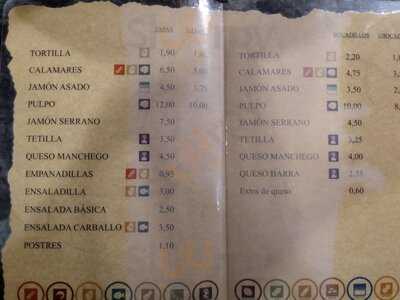 TORTILLA 1,90
CALAMARES 6,50
JAMÓN ASADO 4,50 3,75
PULPO 12,00 10,00
JAMÓN SERRANO 7,50
TETILLA 3,50
QUESO MANCHEGO 4,50
EMPANADILLAS 0,95
ENSALADILLA 3,00
ENSALADA BÁSICA 2,50
ENSALADA CARBALLO 3,50
POSTRES 1,10
BOCADILLOS
TORTILLA 2,20
CALAMARES 4,75
JAMÓN ASADO 3,50
PULPO 10,00
JAMÓN SERRANO 4,50
TETILLA 3,25
QUESO MANCHEGO 4,00
QUESO BARRA
Extra de queso 0,60